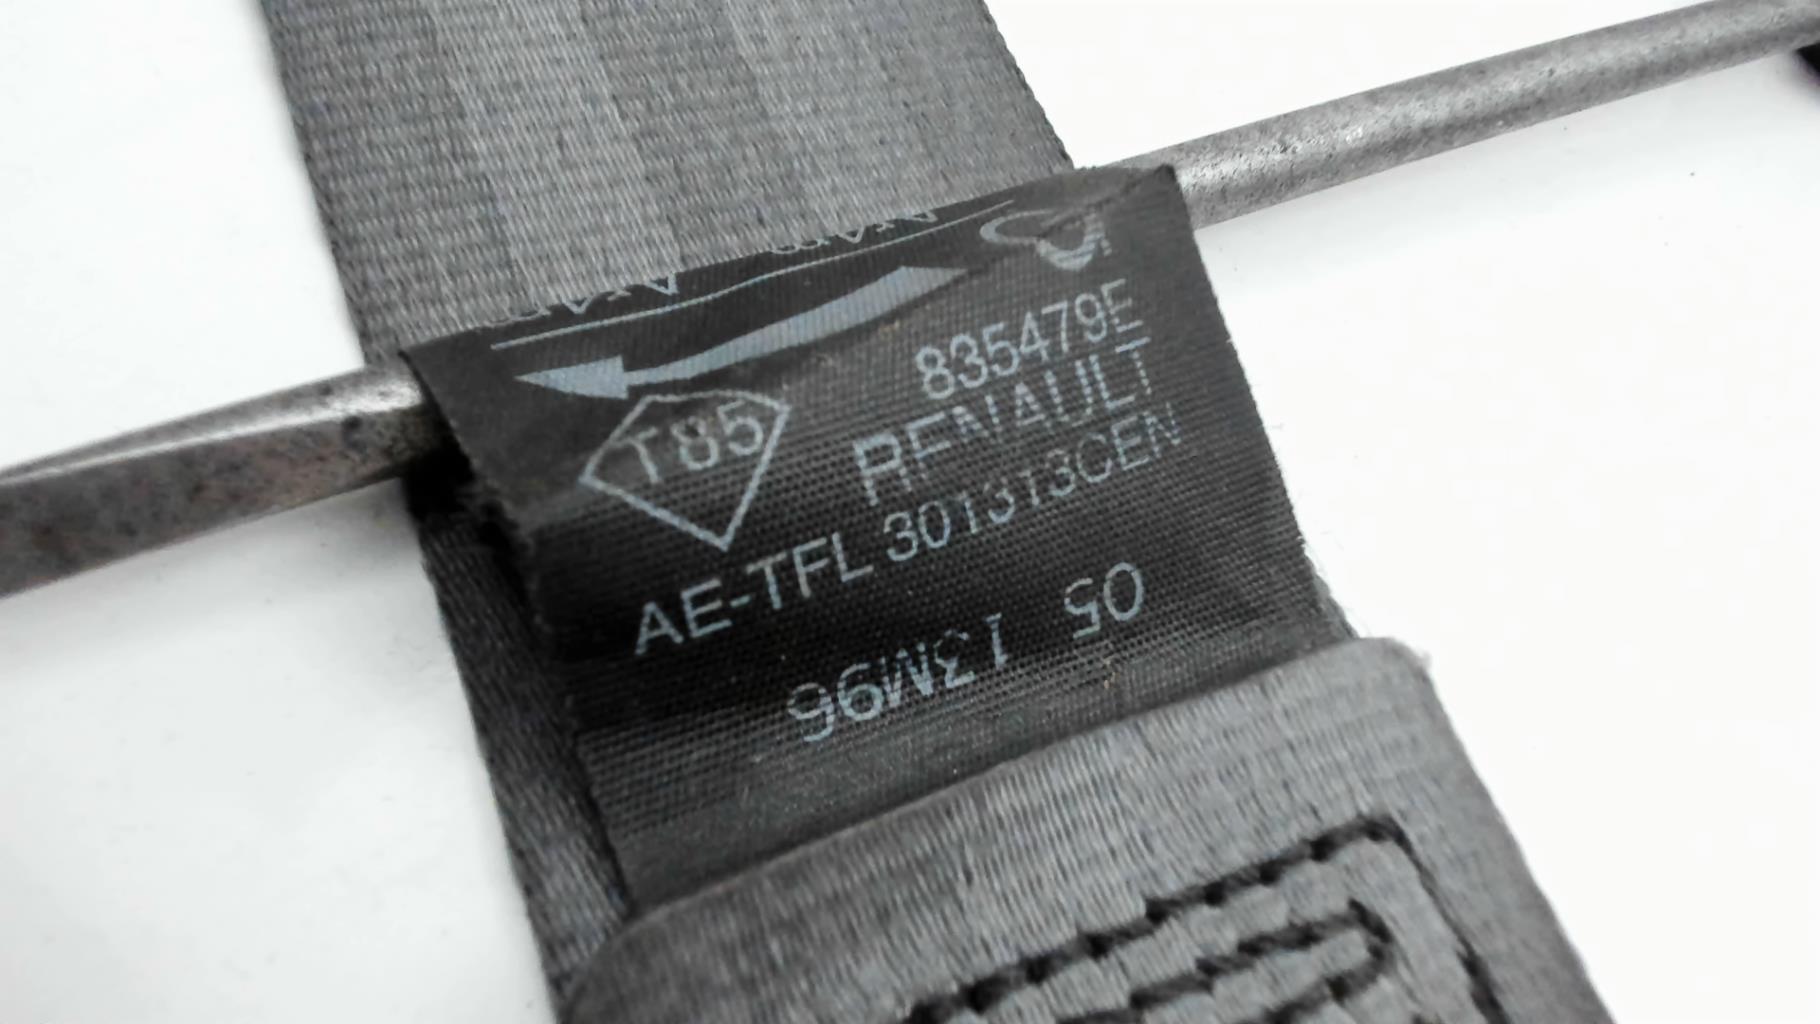 835479E
RENAULT
T85
AE-TFL 301313CEN
05 13M96